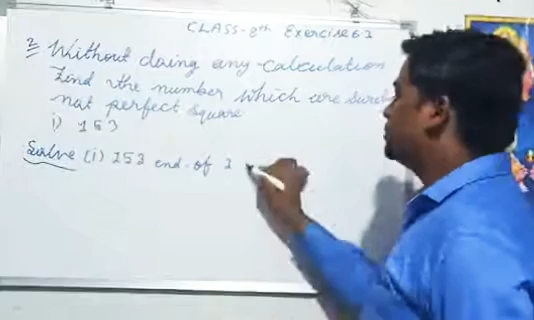 CLASS-8th Exercise 6.3
2 Without doing any calculation
Find the number which are surely
not perfect square
i) 153
Solve (i) 153 end of 3